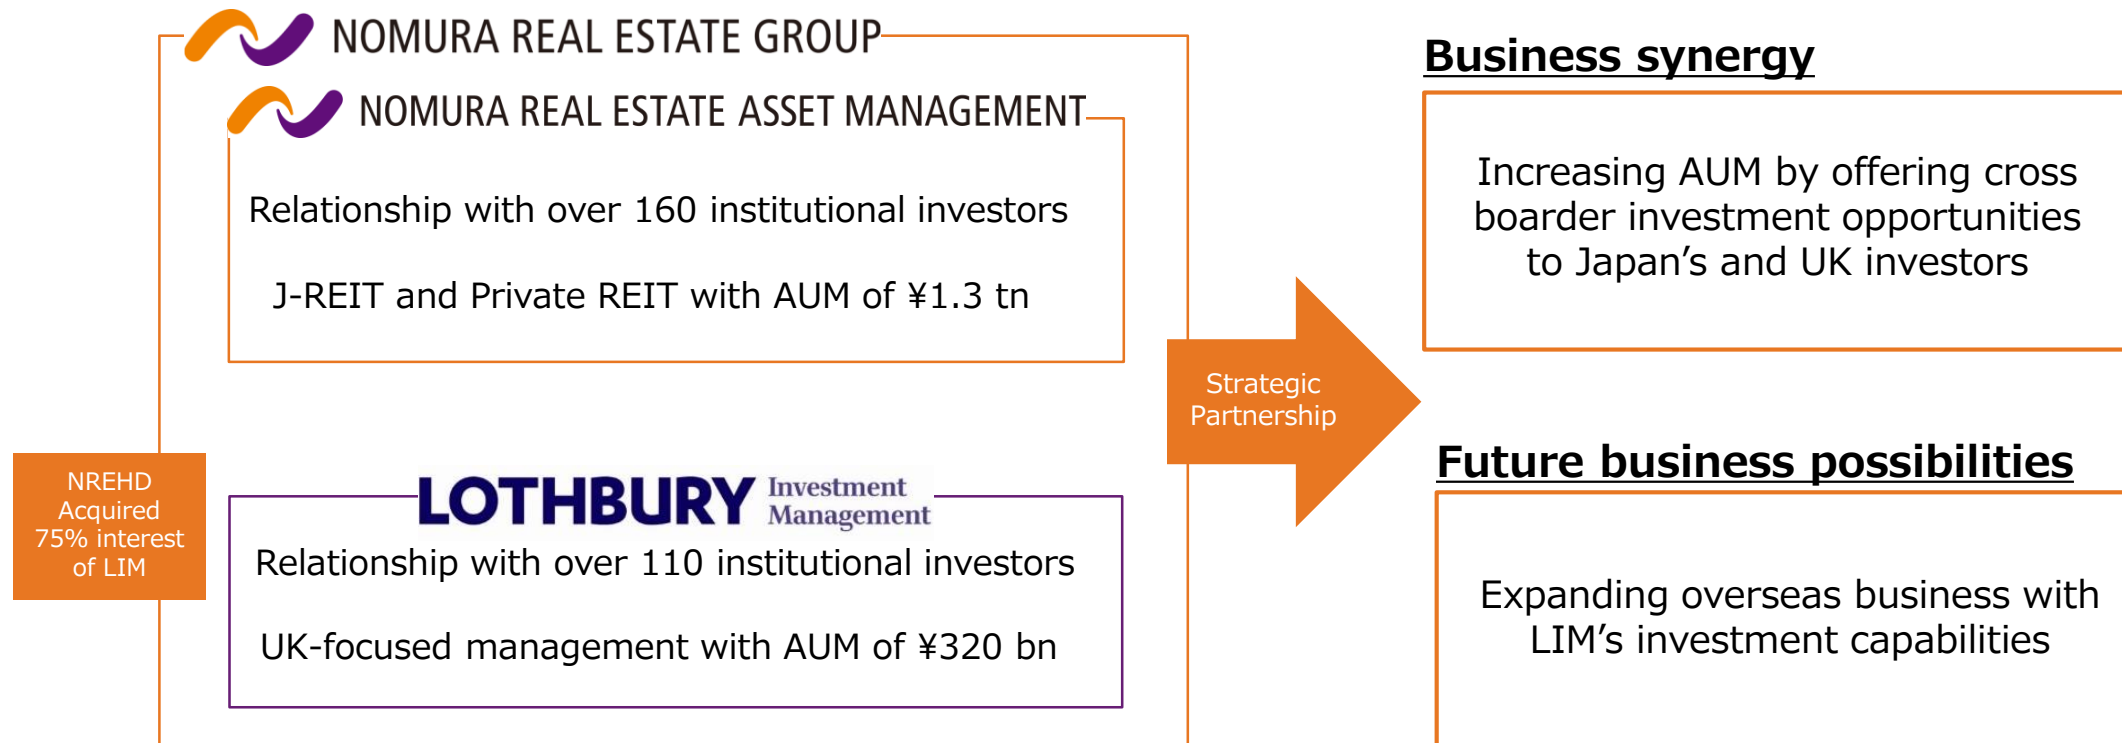 NOMURA REAL ESTATE GROUP
NOMURA REAL ESTATE ASSET MANAGEMENT
Relationship with over 160 institutional investors
J-REIT and Private REIT with AUM of ¥1.3 tn
NREHD
Acquired
75% interest
of LIM
LOTHBURY Investment
Management
Relationship with over 110 institutional investors
UK-focused management with AUM of ¥320 bn
Strategic
Partnership
Business synergy
Increasing AUM by offering cross
boarder investment opportunities
to Japan’s and UK investors
Future business possibilities
Expanding overseas business with
LIM’s investment capabilities